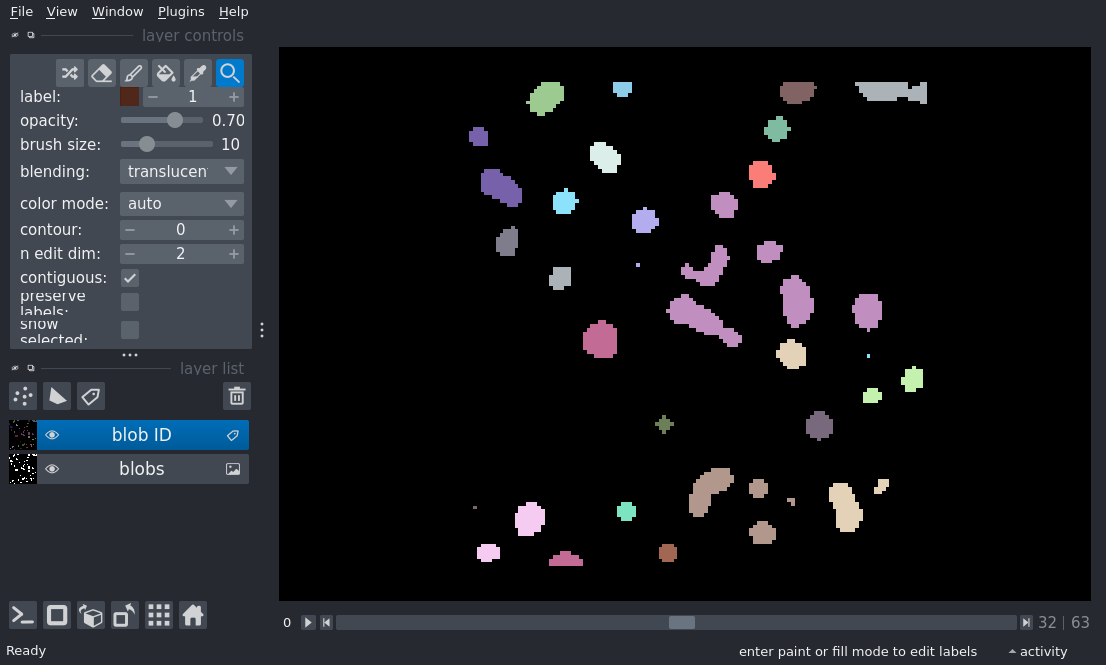 File View Window Plugins Help
layer controls
label: 1
opacity: 0.70
brush size: 10
blending: translucen
color mode: auto
contour: 0
n edit dim: 2
contiguous:
preserve
labels:
show
selected:
layer list
blob ID
blobs
0 32 | 63
Ready enter paint or fill mode to edit labels activity